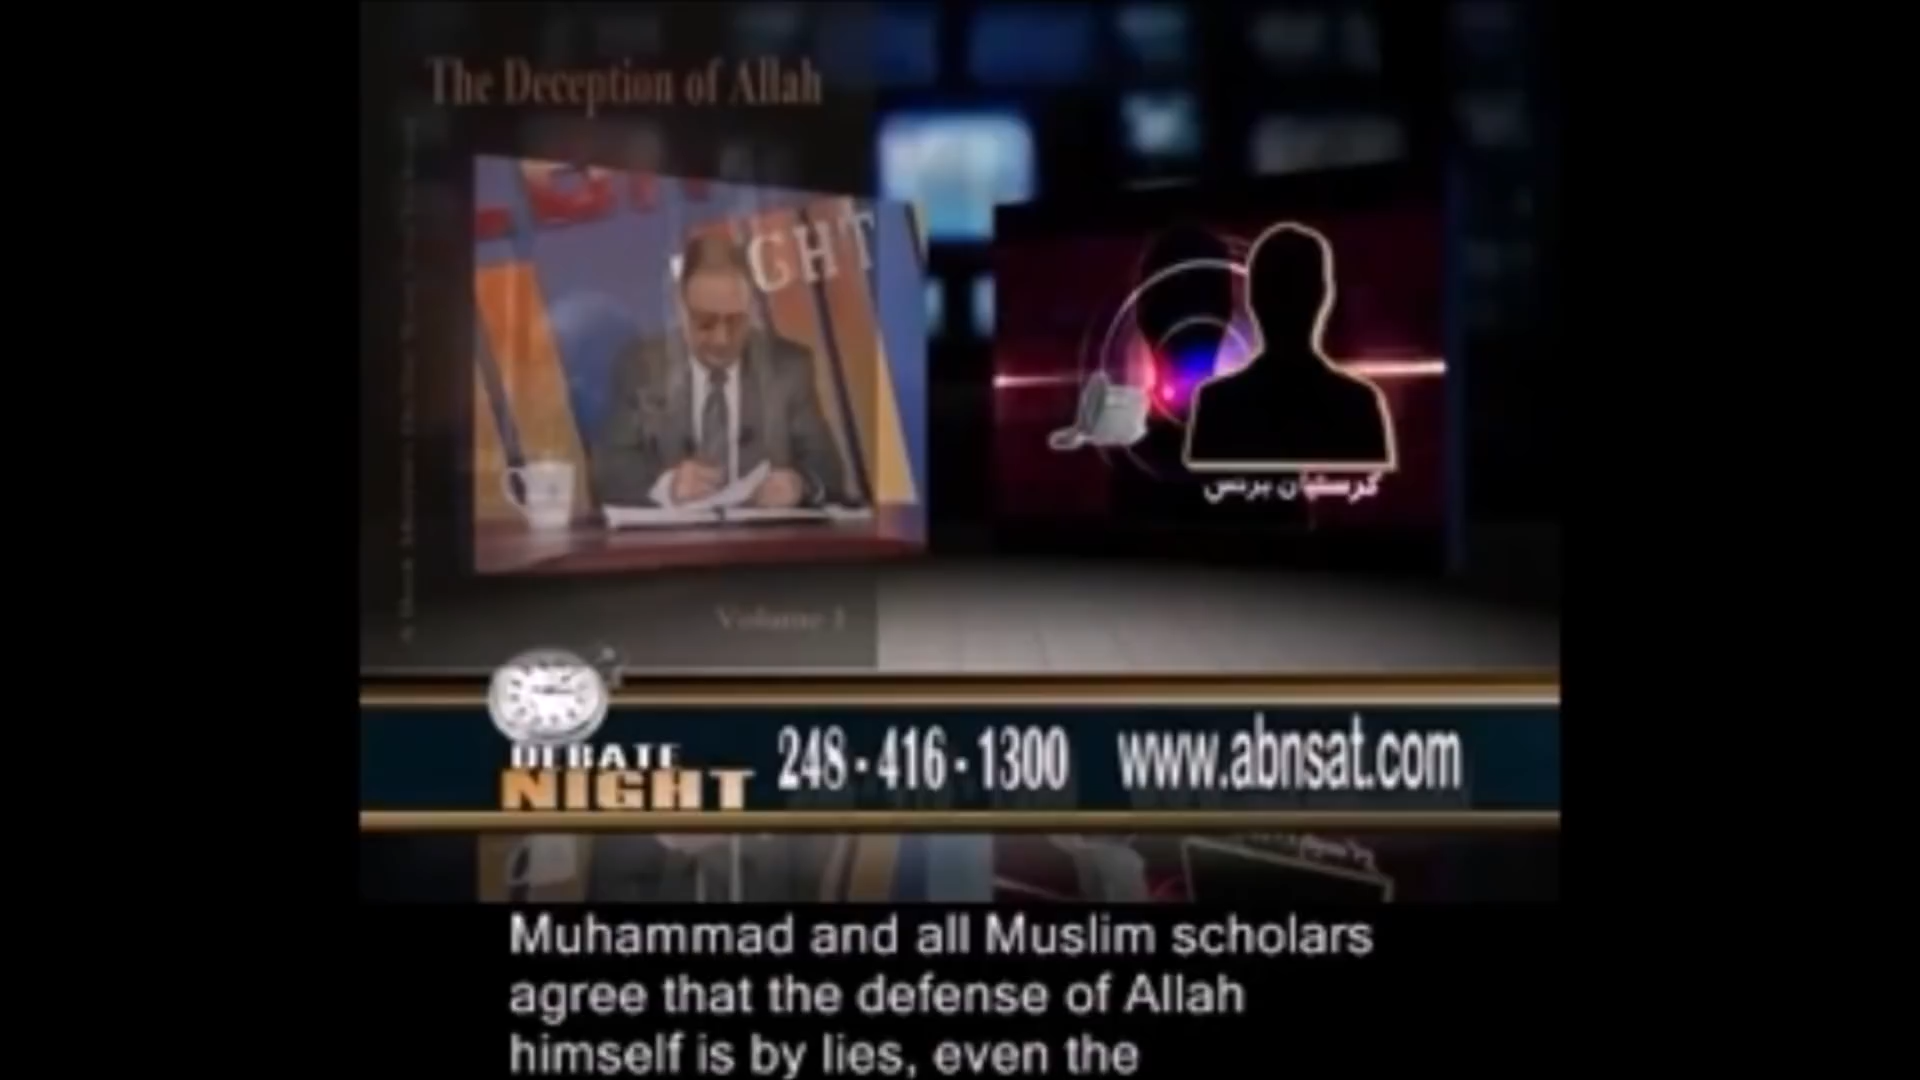 The Deception of Allah
GHT
كرستيان برنس
Volume 1
DEBATE
NIGHT
248-416-1300
www.abnsat.com
Muhammad and all Muslim scholars
agree that the defense of Allah
himself is by lies, even the